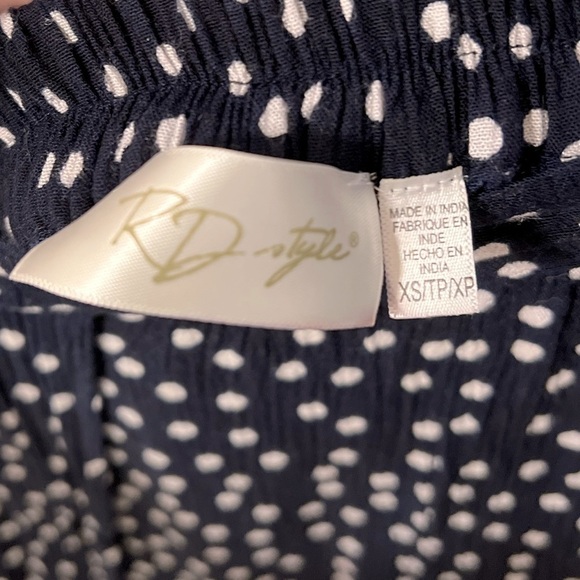 RD style®
MADE IN INDIA
FABRIQUE EN
INDE
HECHO EN
INDIA
XS/TP/XP